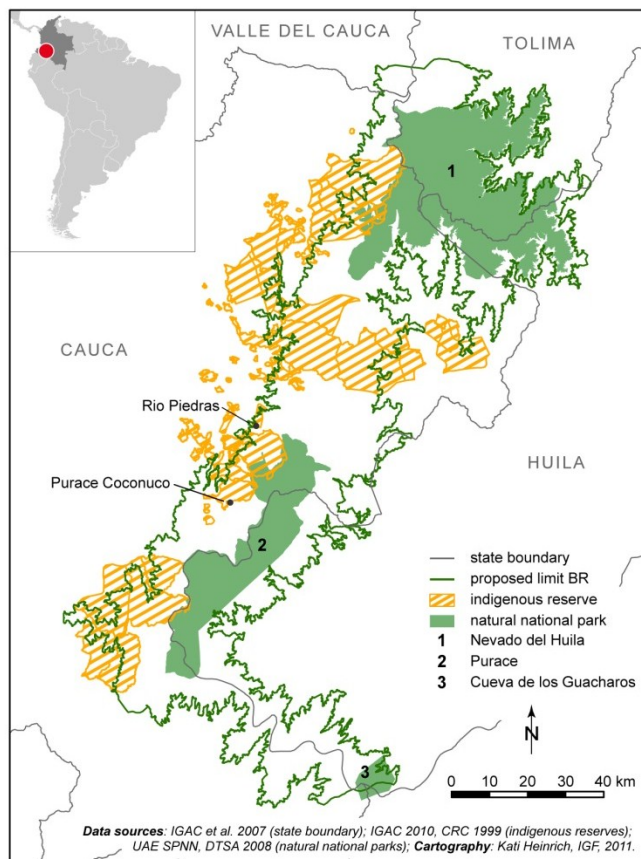 VALLE DEL CAUCA
TOLIMA
1
CAUCA
Rio Piedras
HUILA
Purace Coconuco
2
state boundary
proposed limit BR
indigenous reserve
natural national park
1 Nevado del Huila
2 Purace
3 Cueva de los Guacharos
N
3
0 10 20 30 40 km
Data sources: IGAC et al. 2007 (state boundary); IGAC 2010, CRC 1999 (indigenous reserves);
UAE SPNN, DTSA 2008 (natural national parks); Cartography: Kati Heinrich, IGF, 2011.